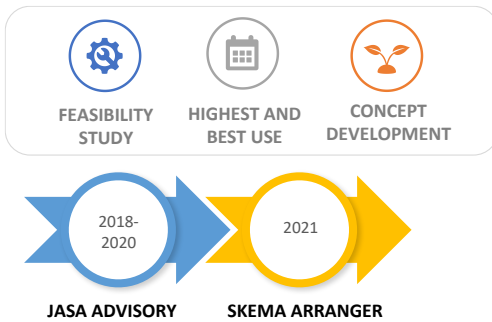 FEASIBILITY
STUDY
HIGHEST AND
BEST USE
CONCEPT
DEVELOPMENT
2018-
2020
2021
JASA ADVISORY
SKEMA ARRANGER